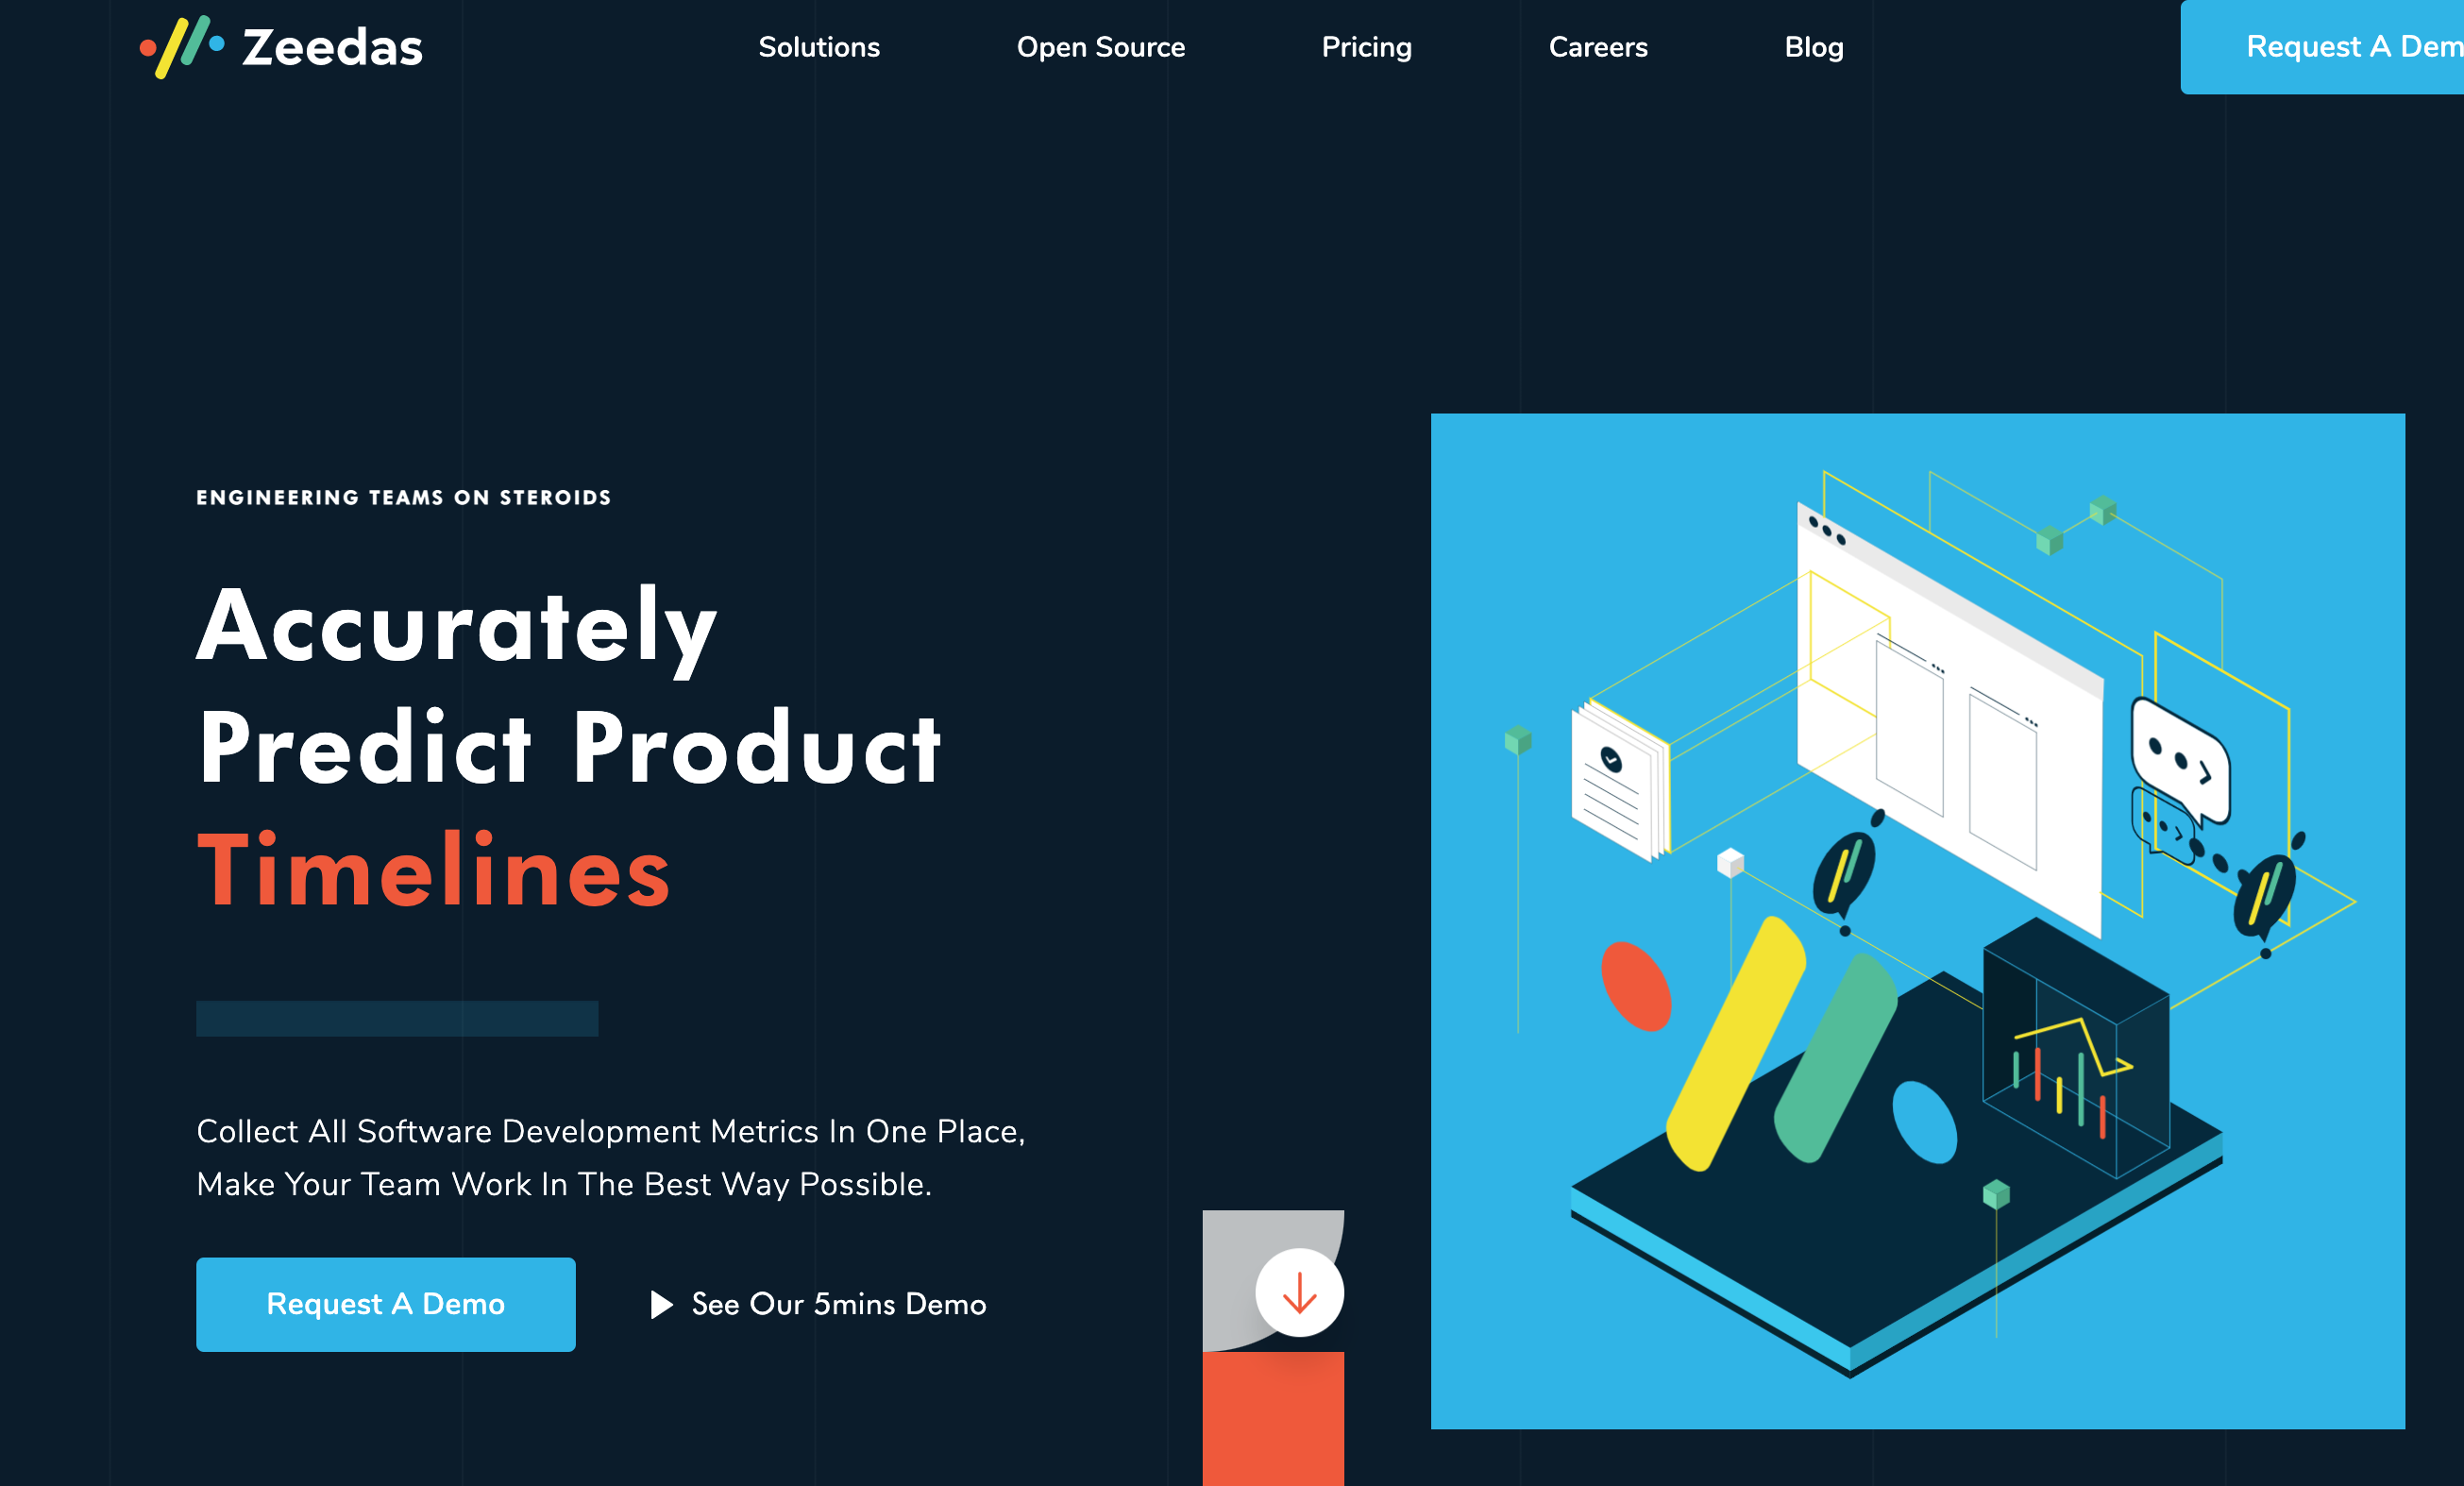 Zeedas
Solutions
Open Source
Pricing
Careers
Blog
Request A Dem
ENGINEERING TEAMS ON STEROIDS
Accurately
Predict Product
Timelines
Collect All Software Development Metrics In One Place,
Make Your Team Work In The Best Way Possible.
Request A Demo
See Our 5mins Demo